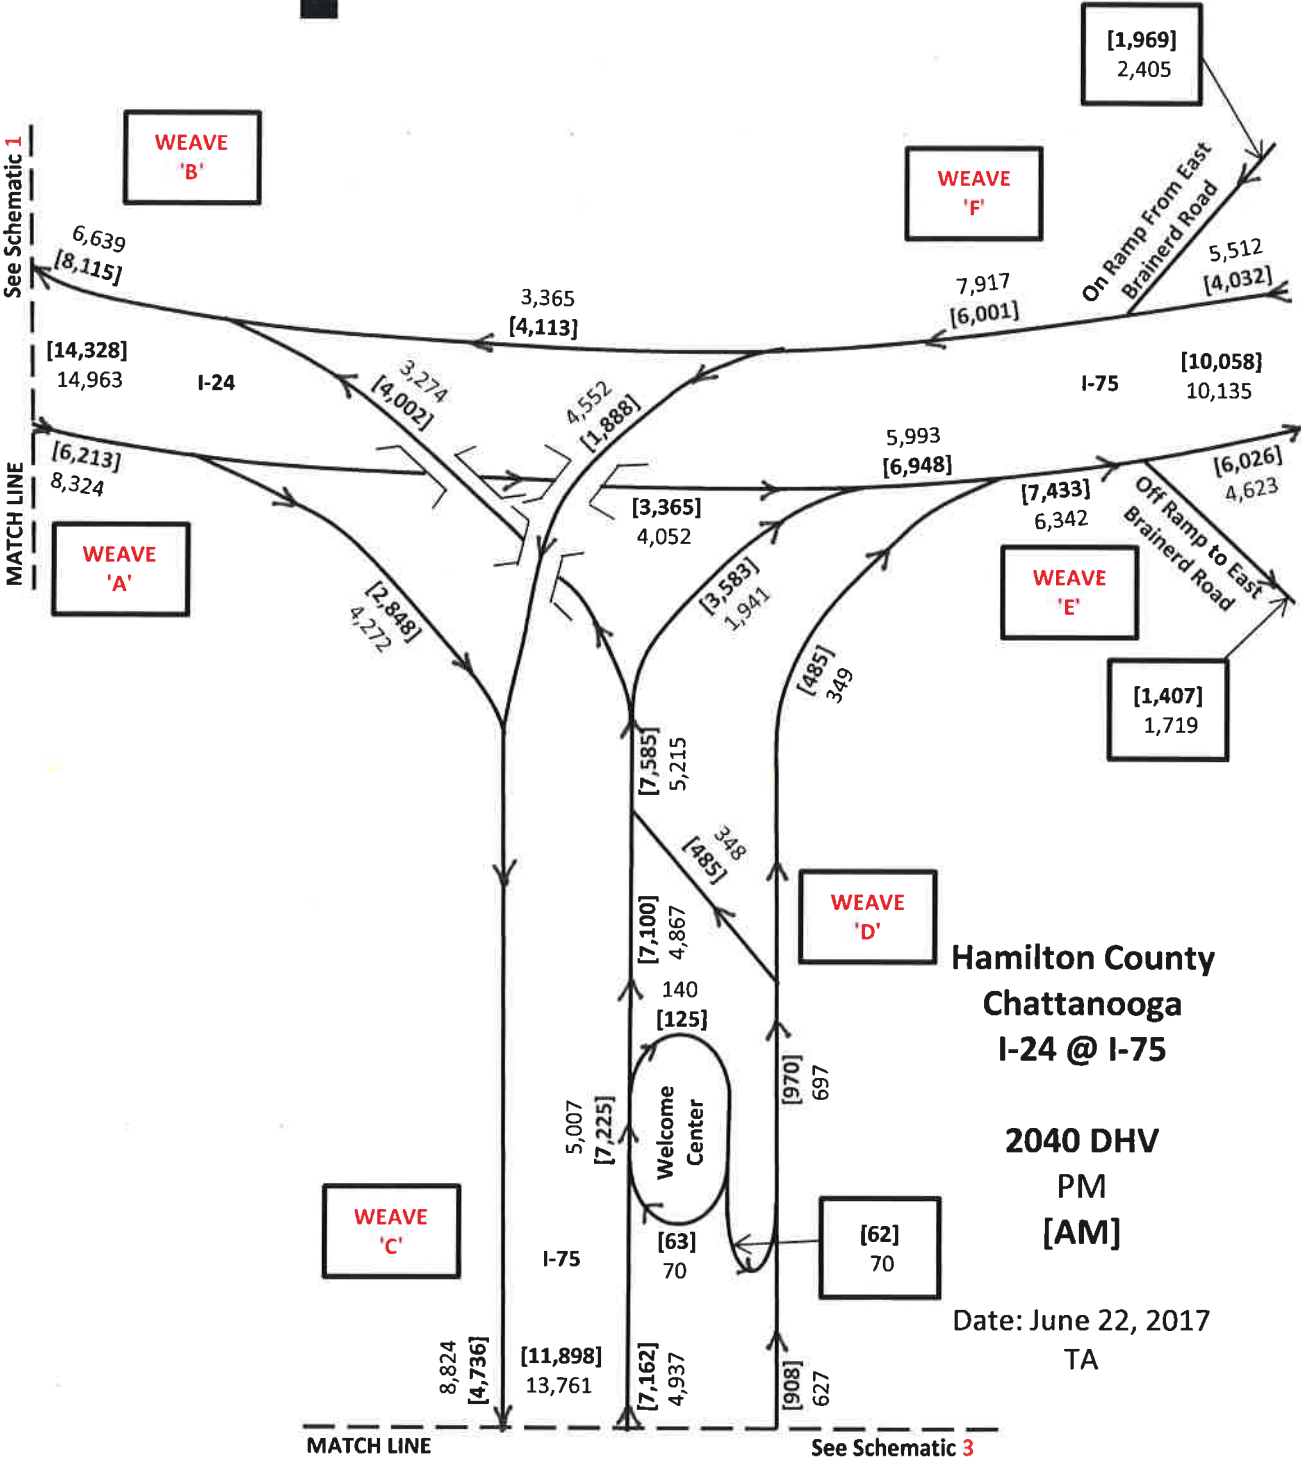 [1,969]
2,405
WEAVE
'B'
WEAVE
'F'
On Ramp From East
Brainerd Road
See Schematic 1
6,639
[8,115]
3,365
[4,113]
7,917
[6,001]
5,512
[4,032]
[14,328]
14,963
I-24
3,274
[4,002]
4,552
[1,888]
I-75
[10,058]
10,135
MATCH LINE
[6,213]
8,324
5,993
[6,948]
[3,365]
4,052
[7,433]
6,342
[6,026]
4,623
Off Ramp to East
Brainerd Road
WEAVE
'A'
WEAVE
'E'
[2,848]
4,272
[3,583]
1,941
[485]
349
[1,407]
1,719
[7,585]
5,215
348
[485]
[7,100]
4,867
WEAVE
'D'
Hamilton County
Chattanooga
I-24 @ I-75
140
[125]
[970]
697
5,007
[7,225]
Welcome
Center
2040 DHV
PM
[AM]
WEAVE
'C'
I-75
[63]
70
[62]
70
Date: June 22, 2017
TA
8,824
[4,736]
[11,898]
13,761
[7,162]
4,937
[908]
627
MATCH LINE
See Schematic 3